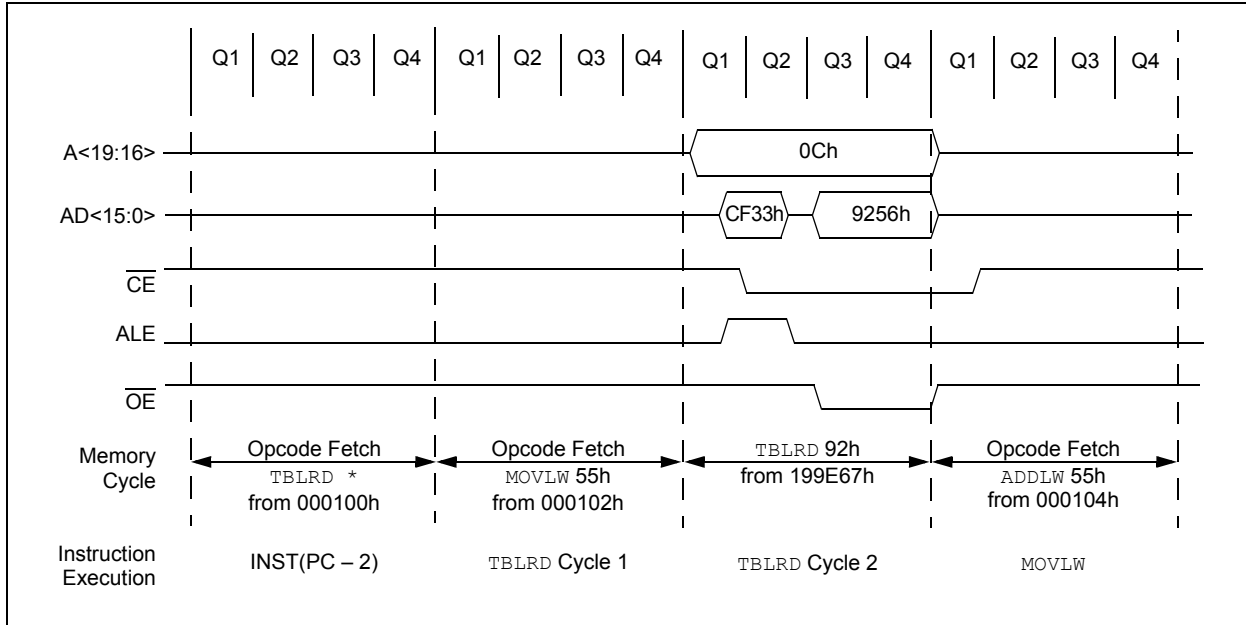 Q1 Q2 Q3 Q4 Q1 Q2 Q3 Q4 Q1 Q2 Q3 Q4 Q1 Q2 Q3 Q4
A<19:16> 0Ch
AD<15:0> CF33h 9256h
CE
ALE
OE
Memory Cycle
Opcode Fetch
TBLRD *
from 000100h
Opcode Fetch
MOVLW 55h
from 000102h
TBLRD 92h
from 199E67h
Opcode Fetch
ADDLW 55h
from 000104h
Instruction
Execution
INST(PC – 2) TBLRD Cycle 1 TBLRD Cycle 2 MOVLW